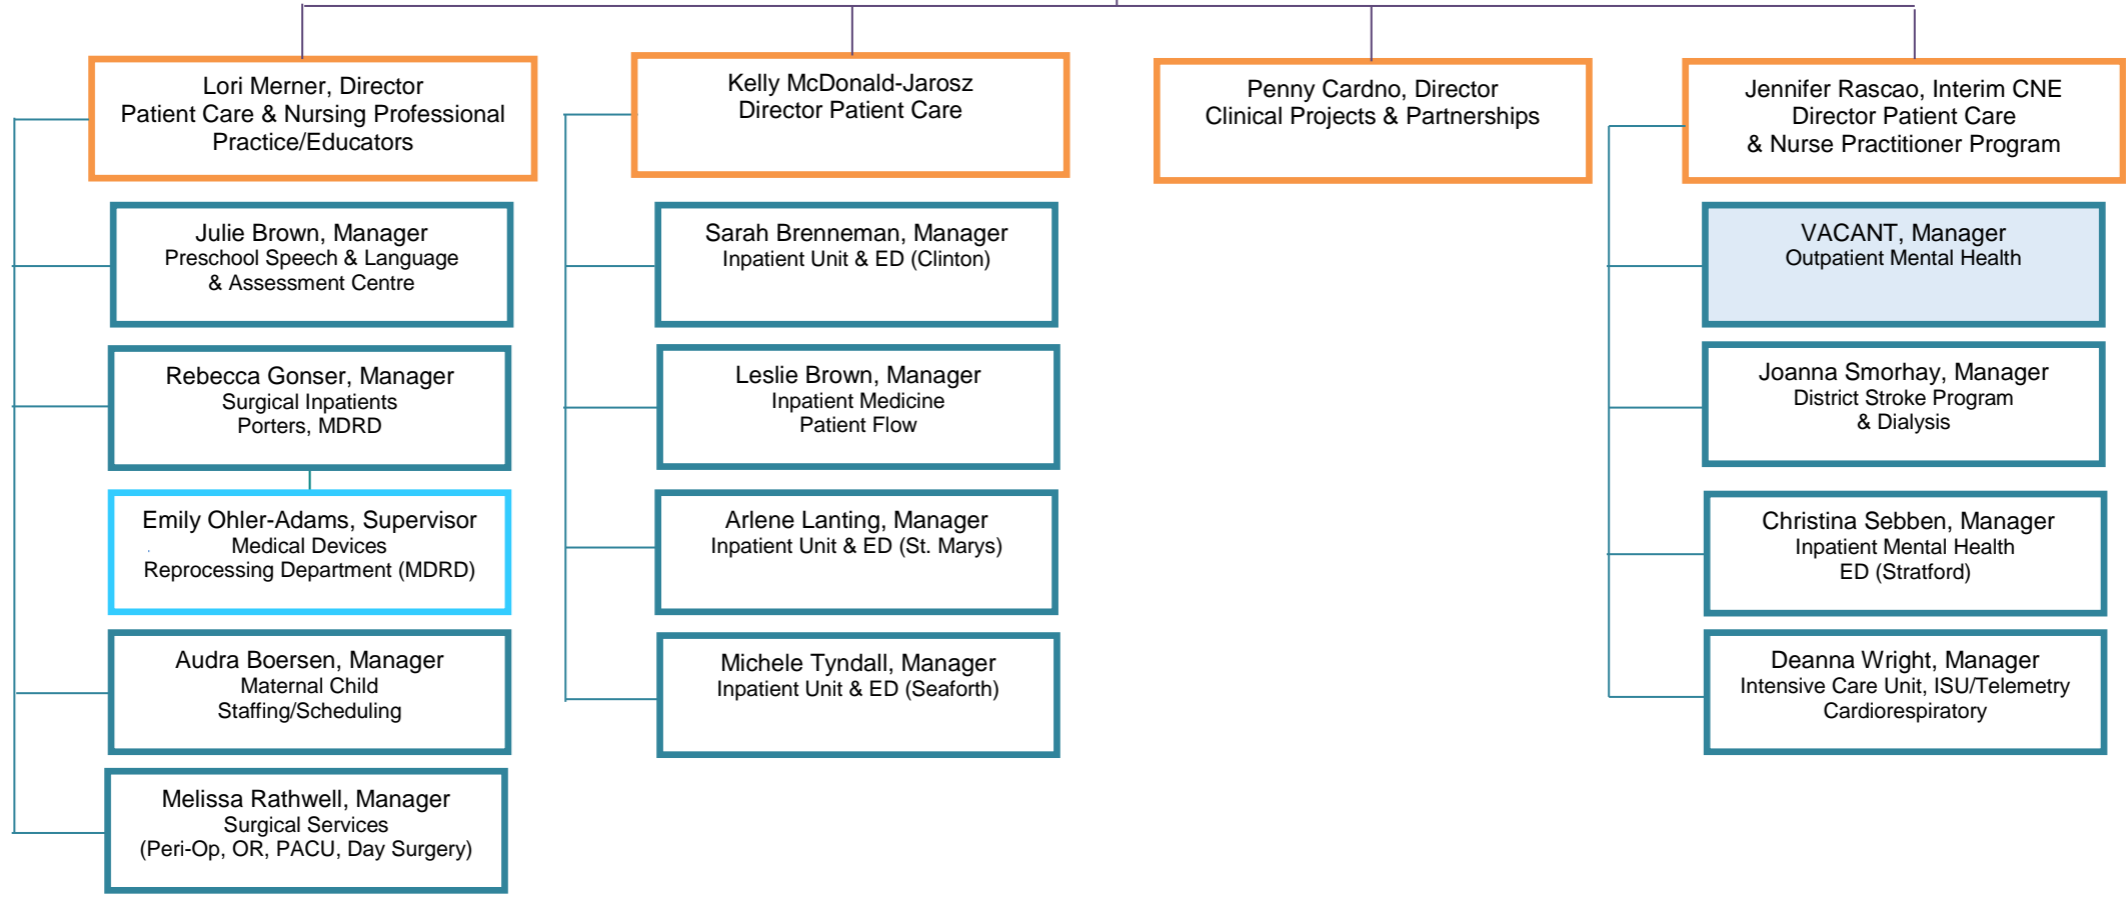 Lori Merner, Director
Patient Care & Nursing Professional
Practice/Educators
Julie Brown, Manager
Preschool Speech & Language
& Assessment Centre
Rebecca Gonser, Manager
Surgical Inpatients
Porters, MDRD
Emily Ohler-Adams, Supervisor
Medical Devices
Reprocessing Department (MDRD)
Audra Boersen, Manager
Maternal Child
Staffing/Scheduling
Melissa Rathwell, Manager
Surgical Services
(Peri-Op, OR, PACU, Day Surgery)
Kelly McDonald-Jarosz
Director Patient Care
Sarah Brenneman, Manager
Inpatient Unit & ED (Clinton)
Leslie Brown, Manager
Inpatient Medicine
Patient Flow
Arlene Lanting, Manager
Inpatient Unit & ED (St. Marys)
Michele Tyndall, Manager
Inpatient Unit & ED (Seaforth)
Penny Cardno, Director
Clinical Projects & Partnerships
Jennifer Rascao, Interim CNE
Director Patient Care
& Nurse Practitioner Program
VACANT, Manager
Outpatient Mental Health
Joanna Smorhay, Manager
District Stroke Program
& Dialysis
Christina Sebben, Manager
Inpatient Mental Health
ED (Stratford)
Deanna Wright, Manager
Intensive Care Unit, ISU/Telemetry
Cardiorespiratory